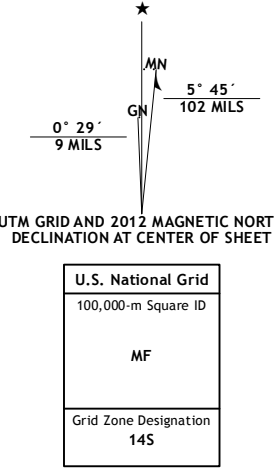 ★
MN
5° 45´
102 MILS
GN
0° 29´
9 MILS
UTM GRID AND 2012 MAGNETIC NORT
DECLINATION AT CENTER OF SHEET
U.S. National Grid
100,000-m Square ID
MF
Grid Zone Designation
14S